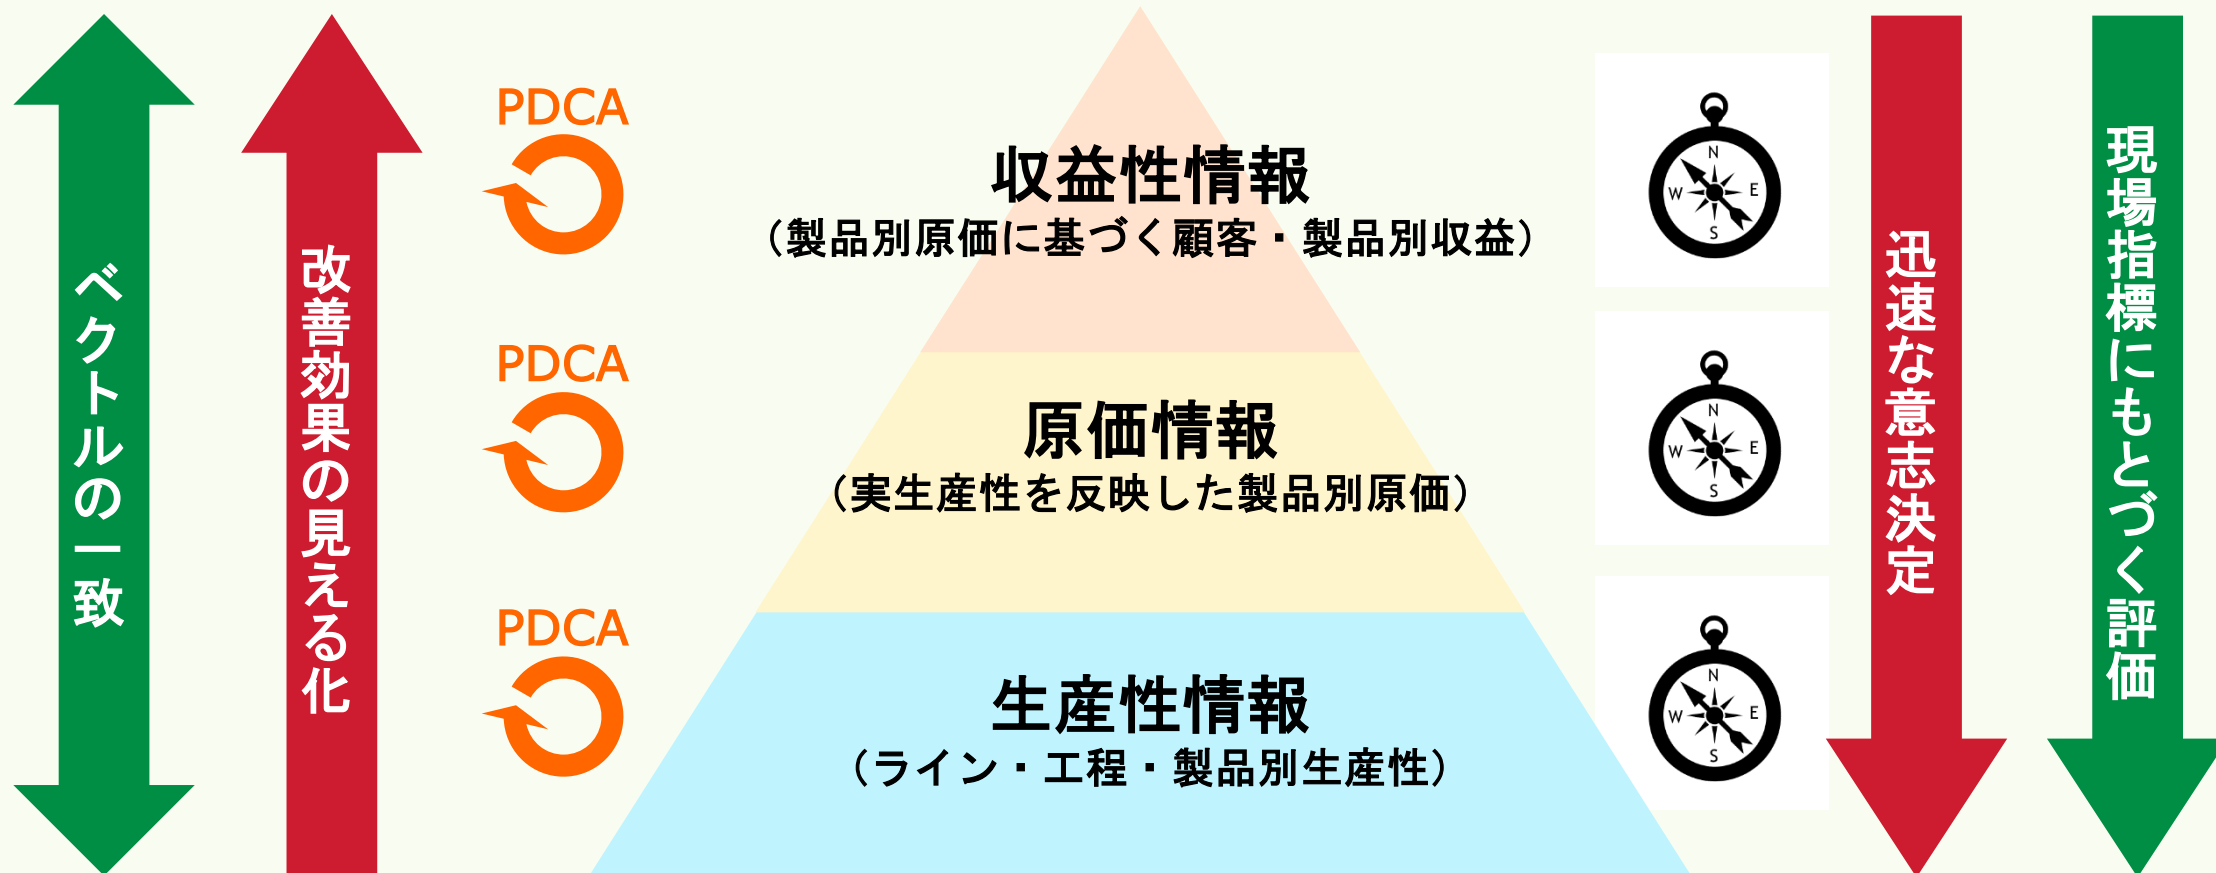 ベクトルの一致
改善効果の見える化
PDCA
収益性情報
（製品別原価に基づく顧客・製品別収益）
N
W
E
S
PDCA
原価情報
（実生産性を反映した製品別原価）
N
W
E
S
PDCA
生産性情報
（ライン・工程・製品別生産性）
N
W
E
S
迅速な意志決定
現場指標にもとづく評価